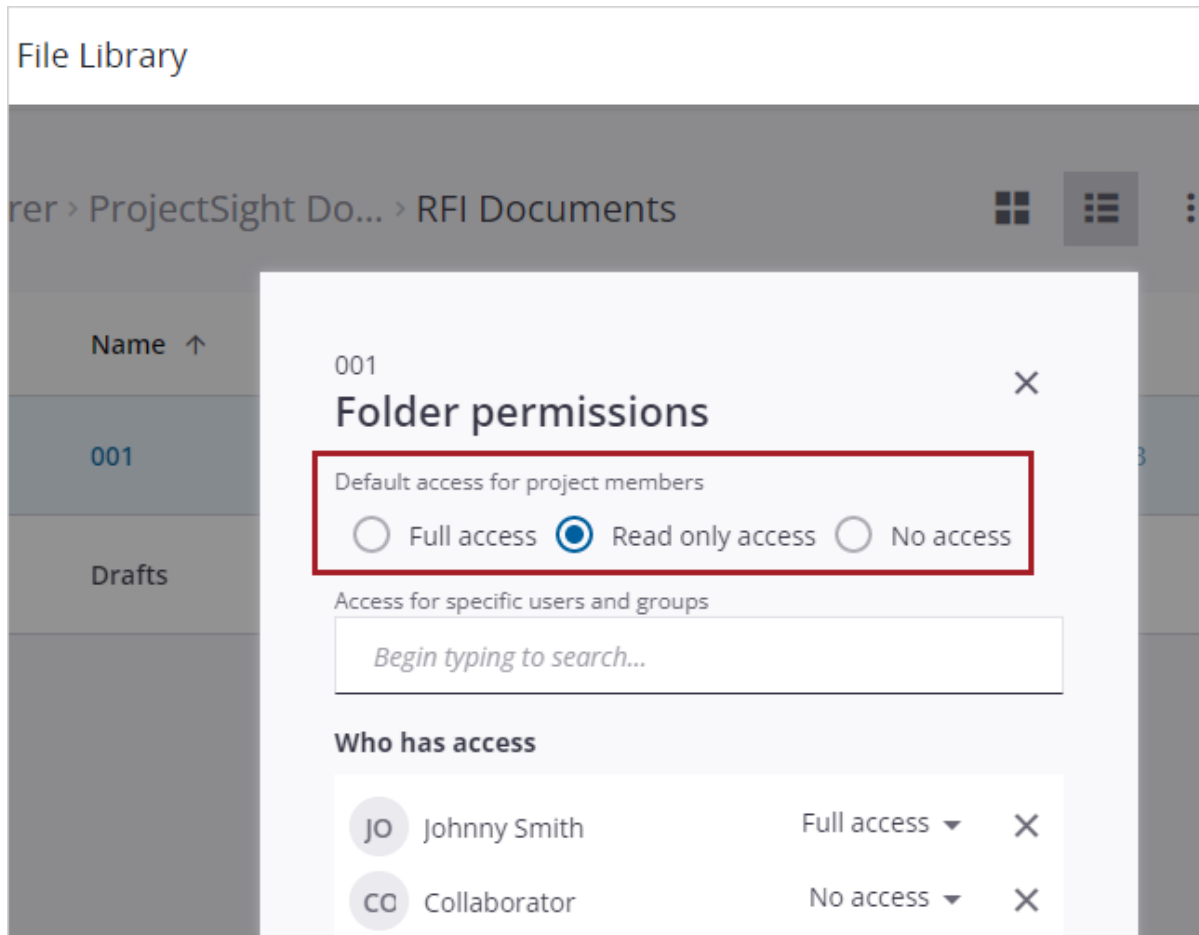 File Library
rer › ProjectSight Do... › RFI Documents
Name ↑
001
Folder permissions
001
Default access for project members
Full access Read only access No access
Drafts
Access for specific users and groups
Begin typing to search...
Who has access
JO Johnny Smith Full access
CO Collaborator No access